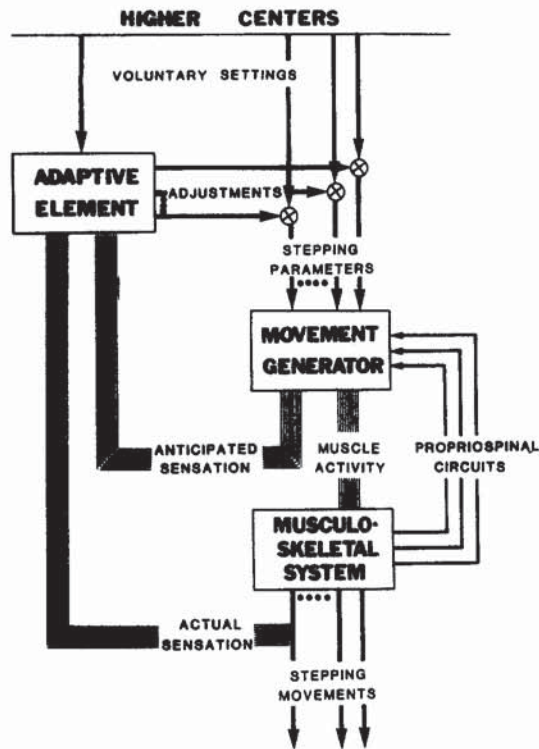 HIGHER CENTERS
VOLUNTARY SETTINGS
ADAPTIVE
ELEMENT
ADJUSTMENTS
STEPPING
PARAMETERS
MOVEMENT
GENERATOR
ANTICIPATED
SENSATION
MUSCLE
ACTIVITY
PROPRIOSPINAL
CIRCUITS
MUSCULO-
SKELETAL
SYSTEM
ACTUAL
SENSATION
STEPPING
MOVEMENTS